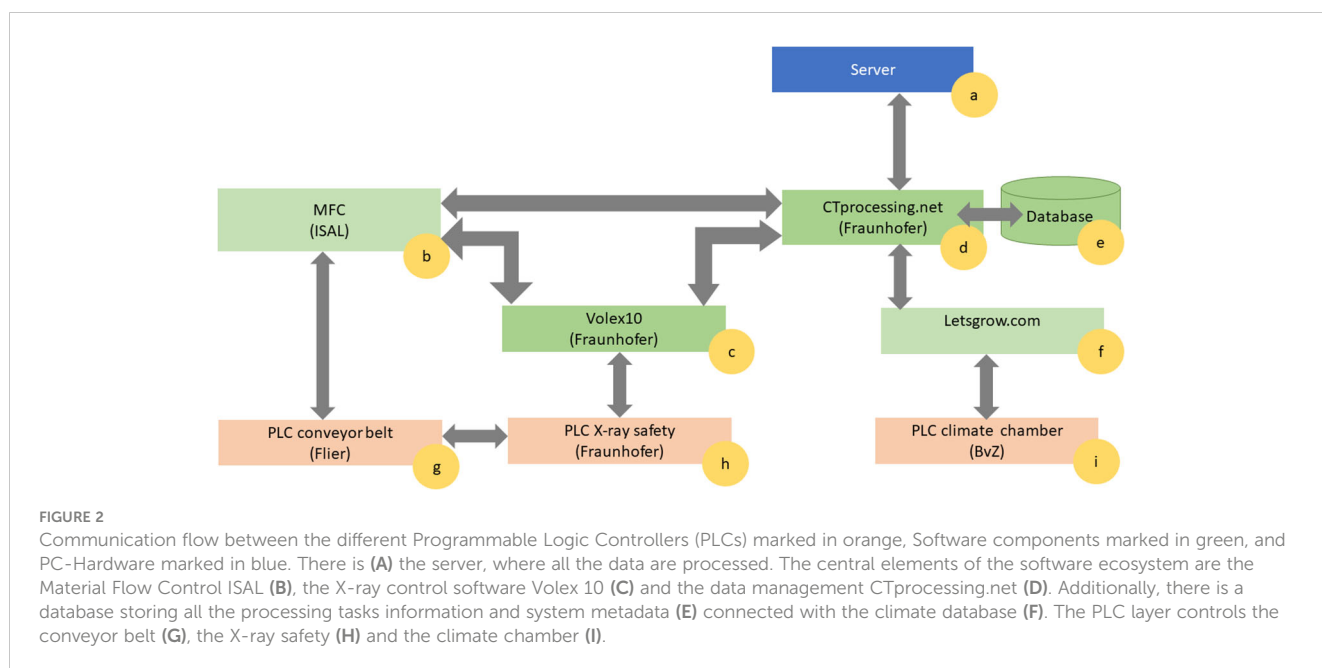 Server
a
MFC
(ISAL)
b
CTprocessing.net
(Fraunhofer)
d
Database
e
Volex10
(Fraunhofer)
c
Letsgrow.com
f
PLC conveyor belt
(Flier)
g
PLC X-ray safety
(Fraunhofer)
h
PLC climate chamber
(BvZ)
i
FIGURE 2
Communication flow between the different Programmable Logic Controllers (PLCs) marked in orange, Software components marked in green, and
PC-Hardware marked in blue. There is (A) the server, where all the data are processed. The central elements of the software ecosystem are the
Material Flow Control ISAL (B), the X-ray control software Volex 10 (C) and the data management CTprocessing.net (D). Additionally, there is a
database storing all the processing tasks information and system metadata (E) connected with the climate database (F). The PLC layer controls the
conveyor belt (G), the X-ray safety (H) and the climate chamber (I).